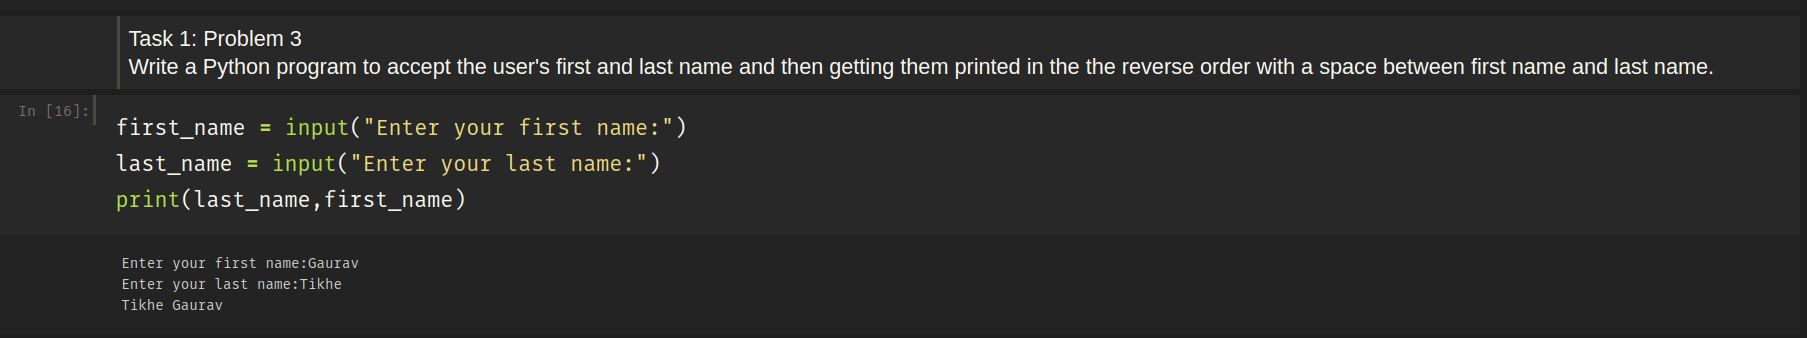 Task 1: Problem 3
Write a Python program to accept the user's first and last name and then getting them printed in the the reverse order with a space between first name and last name.
In [16]:
first_name = input("Enter your first name:")
last_name = input("Enter your last name:")
print(last_name,first_name)
Enter your first name:Gaurav
Enter your last name:Tikhe
Tikhe Gaurav